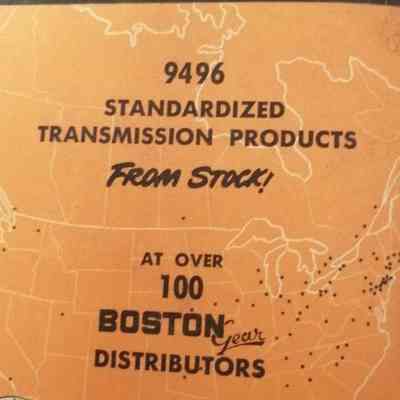 9496
STANDARDIZED
TRANSMISSION PRODUCTS
FROM STOCK!
AT OVER
100
BOSTON Gear
DISTRIBUTORS